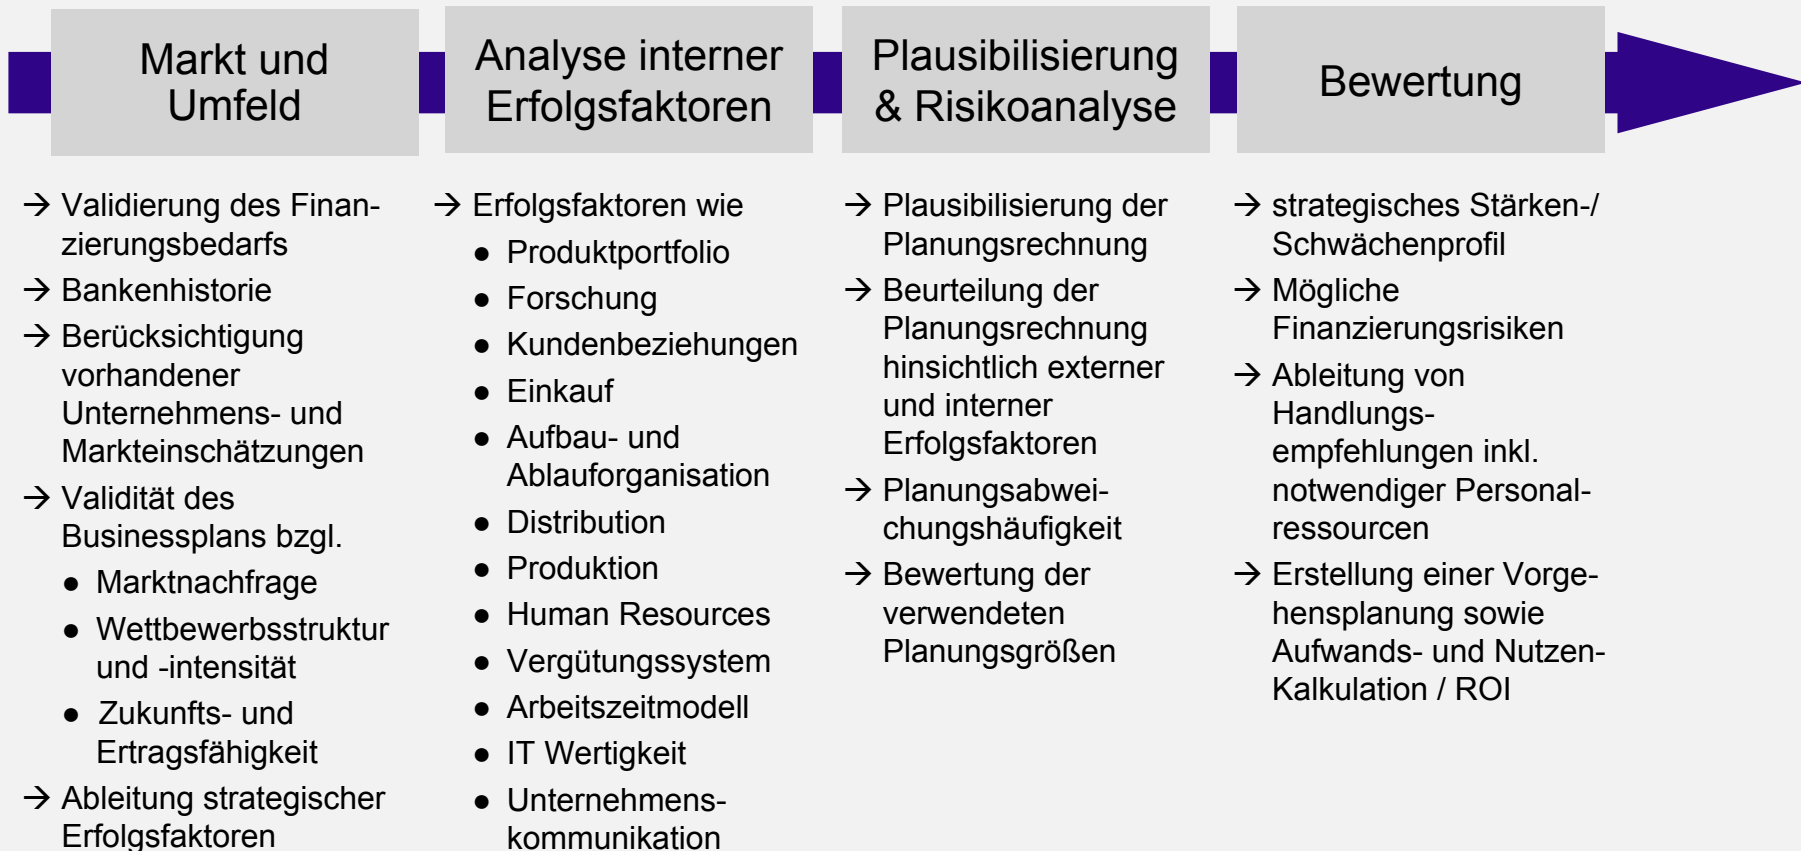 Markt und
Umfeld
Analyse interner
Erfolgsfaktoren
Plausibilisierung
& Risikoanalyse
Bewertung
→ Validierung des Finan-
zierungsbedarfs
→ Bankenhistorie
→ Berücksichtigung
vorhandener
Unternehmens- und
Markteinschätzungen
→ Validität des
Businessplans bzgl.
● Marktnachfrage
● Wettbewerbsstruktur
und -intensität
● Zukunfts- und
Ertragsfähigkeit
→ Ableitung strategischer
Erfolgsfaktoren
→ Erfolgsfaktoren wie
● Produktportfolio
● Forschung
● Kundenbeziehungen
● Einkauf
● Aufbau- und
Ablauforganisation
● Distribution
● Produktion
● Human Resources
● Vergütungssystem
● Arbeitszeitmodell
● IT Wertigkeit
● Unternehmens-
kommunikation
→ Plausibilisierung der
Planungsrechnung
→ Beurteilung der
Planungsrechnung
hinsichtlich externer
und interner
Erfolgsfaktoren
→ Planungsabwei-
chungshäufigkeit
→ Bewertung der
verwendeten
Planungsgrößen
→ strategisches Stärken-/
Schwächenprofil
→ Mögliche
Finanzierungsrisiken
→ Ableitung von
Handlungs-
empfehlungen inkl.
notwendiger Personal-
ressourcen
→ Erstellung einer Vorge-
hensplanung sowie
Aufwands- und Nutzen-
Kalkulation / ROI